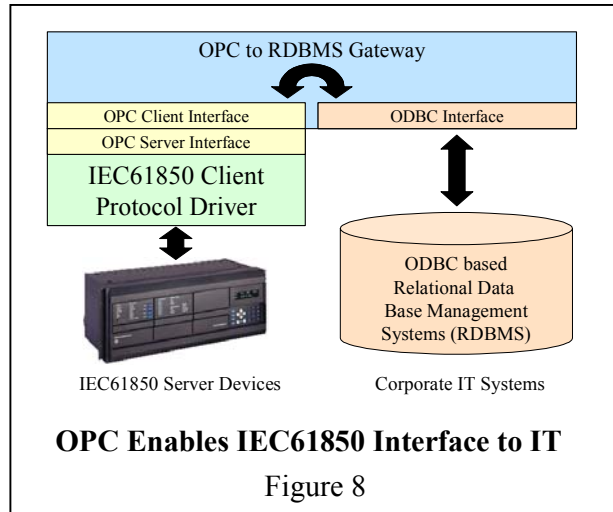 OPC to RDBMS Gateway
OPC Client Interface
ODBC Interface
OPC Server Interface
IEC61850 Client
Protocol Driver
ODBC based
Relational Data
Base Management
Systems (RDBMS)
IEC61850 Server Devices
Corporate IT Systems
OPC Enables IEC61850 Interface to IT
Figure 8